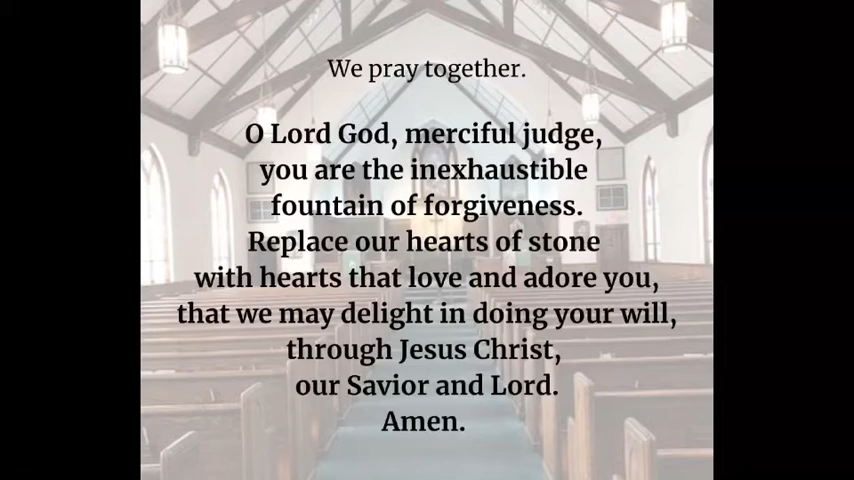 We pray together.
O Lord God, merciful judge,
you are the inexhaustible
fountain of forgiveness.
Replace our hearts of stone
with hearts that love and adore you,
that we may delight in doing your will,
through Jesus Christ,
our Savior and Lord.
Amen.